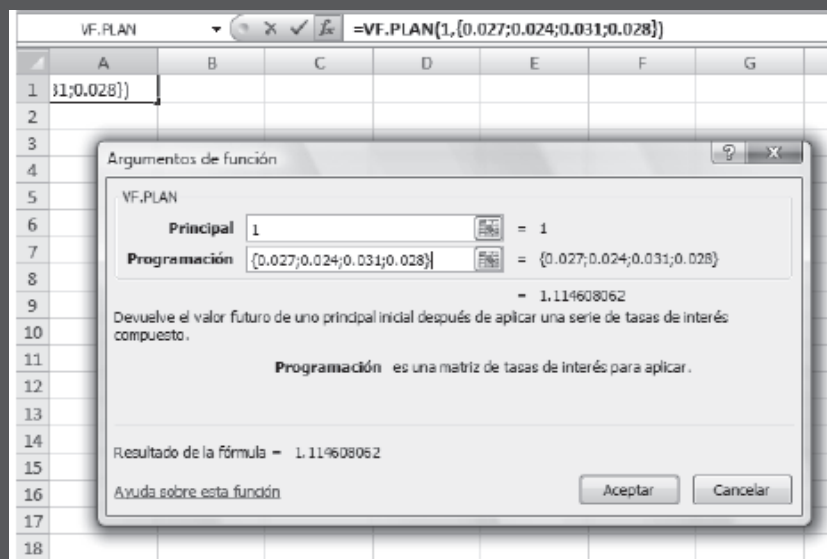 VF.PLAN =VF.PLAN(1,{0.027;0.024;0.031;0.028})
A B C D E F G
1 31;0.028})
2
3
Argumentos de función
4
5 VF.PLAN
6 Principal 1 = 1
7 Programación {0.027;0.024;0.031;0.028} = {0.027;0.024;0.031;0.028}
8
= 1.114608062
9
Devuelve el valor futuro de uno principal inicial después de aplicar una serie de tasas de interés
10 compuesto.
11 Programación es una matriz de tasas de interés para aplicar.
12
13
14
Resultado de la fórmula = 1.114608062
15
16 Ayuda sobre esta función Aceptar Cancelar
17
18